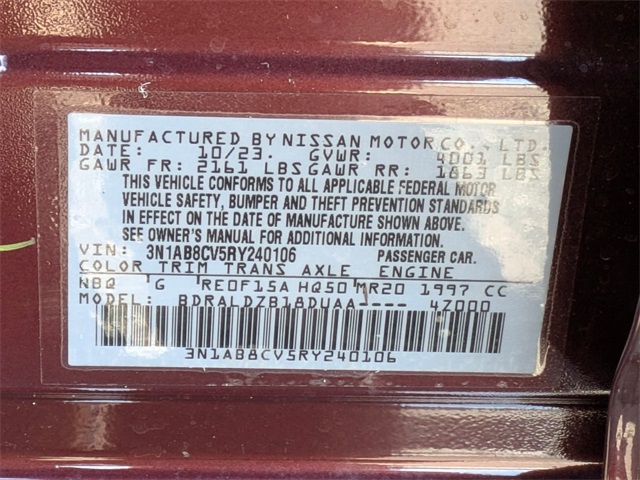 MANUFACTURED BY NISSAN MOTOR CO., LTD.
DATE: 10/23. GVWR: 4001 LBS
GAWR FR: 2161 LBS GAWR RR: 1863 LBS
THIS VEHICLE CONFORMS TO ALL APPLICABLE FEDERAL MOTOR
VEHICLE SAFETY, BUMPER AND THEFT PREVENTION STANDARDS
IN EFFECT ON THE DATE OF MANUFACTURE SHOWN ABOVE.
SEE OWNER'S MANUAL FOR ADDITIONAL INFORMATION.
VIN: 3N1AB8CV5RY240106 PASSENGER CAR.
COLOR TRIM TRANS AXLE ENGINE
NBQ G RE0F15A HQ50 MR20 1997 CC
MODEL: BDRALDZB18DUAA---- 4Z000
3N1AB8CV5RY240106